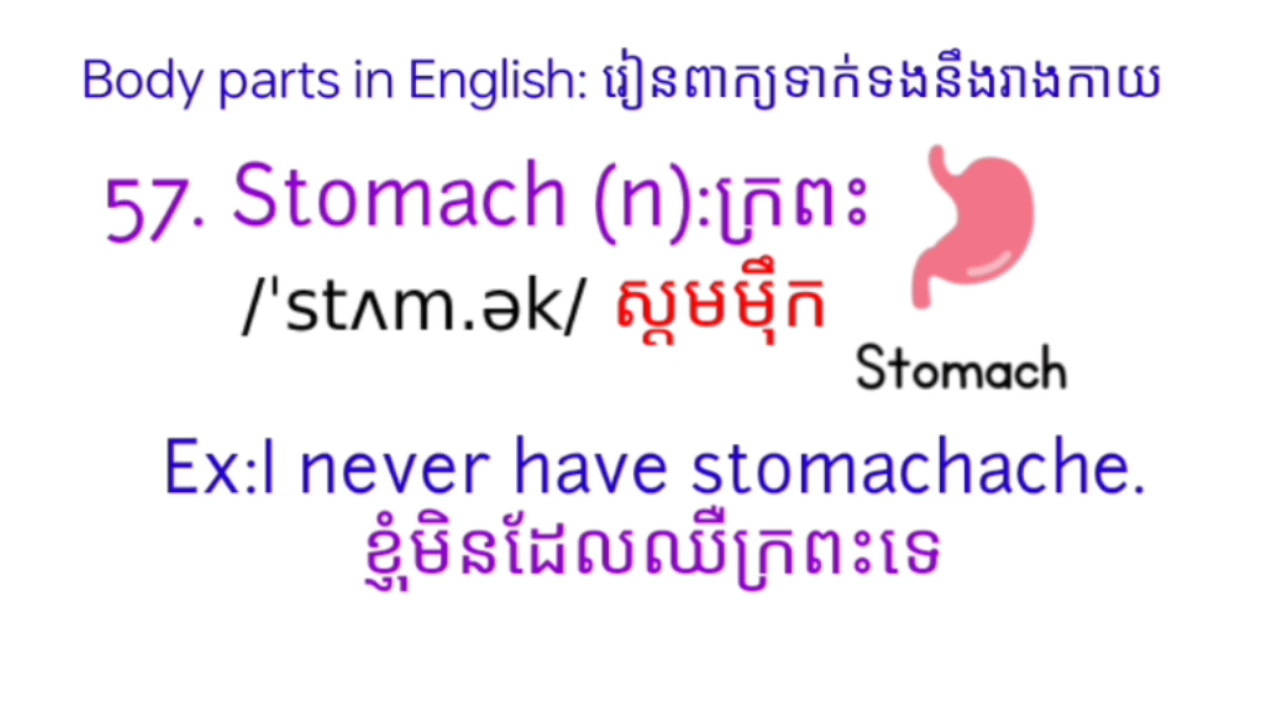 Body parts in English: រៀនពាក្យទាក់ទងនឹងរាងកាយ
57. Stomach (n):ក្រពះ
/ˈstʌm.ək/ ស្តមម៉ឹក
Stomach
Ex:I never have stomachache.
ខ្ញុំមិនដែលឈឺក្រពះទេ